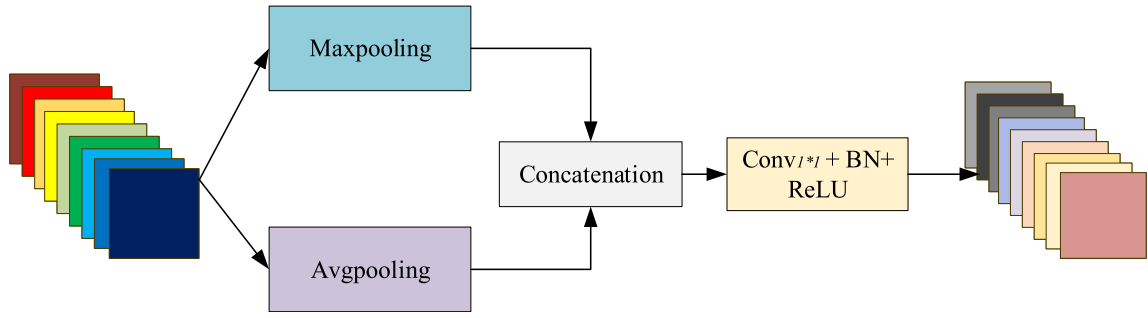 Maxpooling
Concatenation
Conv1*1 + BN+
ReLU
Avgpooling